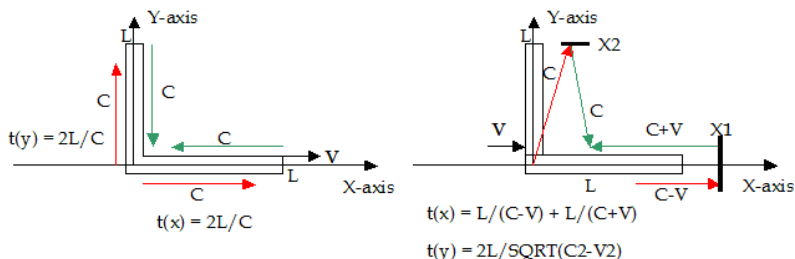 Y-axis
L
C
C
t(y) = 2L/C
C
V
L
X-axis
C
t(x) = 2L/C
Y-axis
L
X2
C
C
V
C+V
X1
L
C-V
X-axis
t(x) = L/(C-V) + L/(C+V)
t(y) = 2L/SQRT(C2-V2)